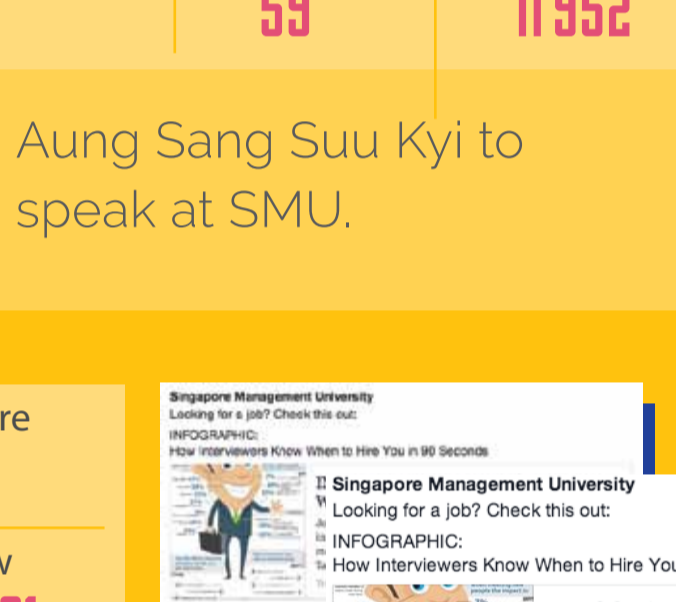 59
11 952
Aung Sang Suu Kyi to
speak at SMU.
re
Singapore Management University
Looking for a job? Check this out:
INFOGRAPHIC:
How Interviewers Know When to Hire You in 90 Seconds
Singapore Management University
Looking for a job? Check this out:
INFOGRAPHIC:
How Interviewers Know When to Hire You